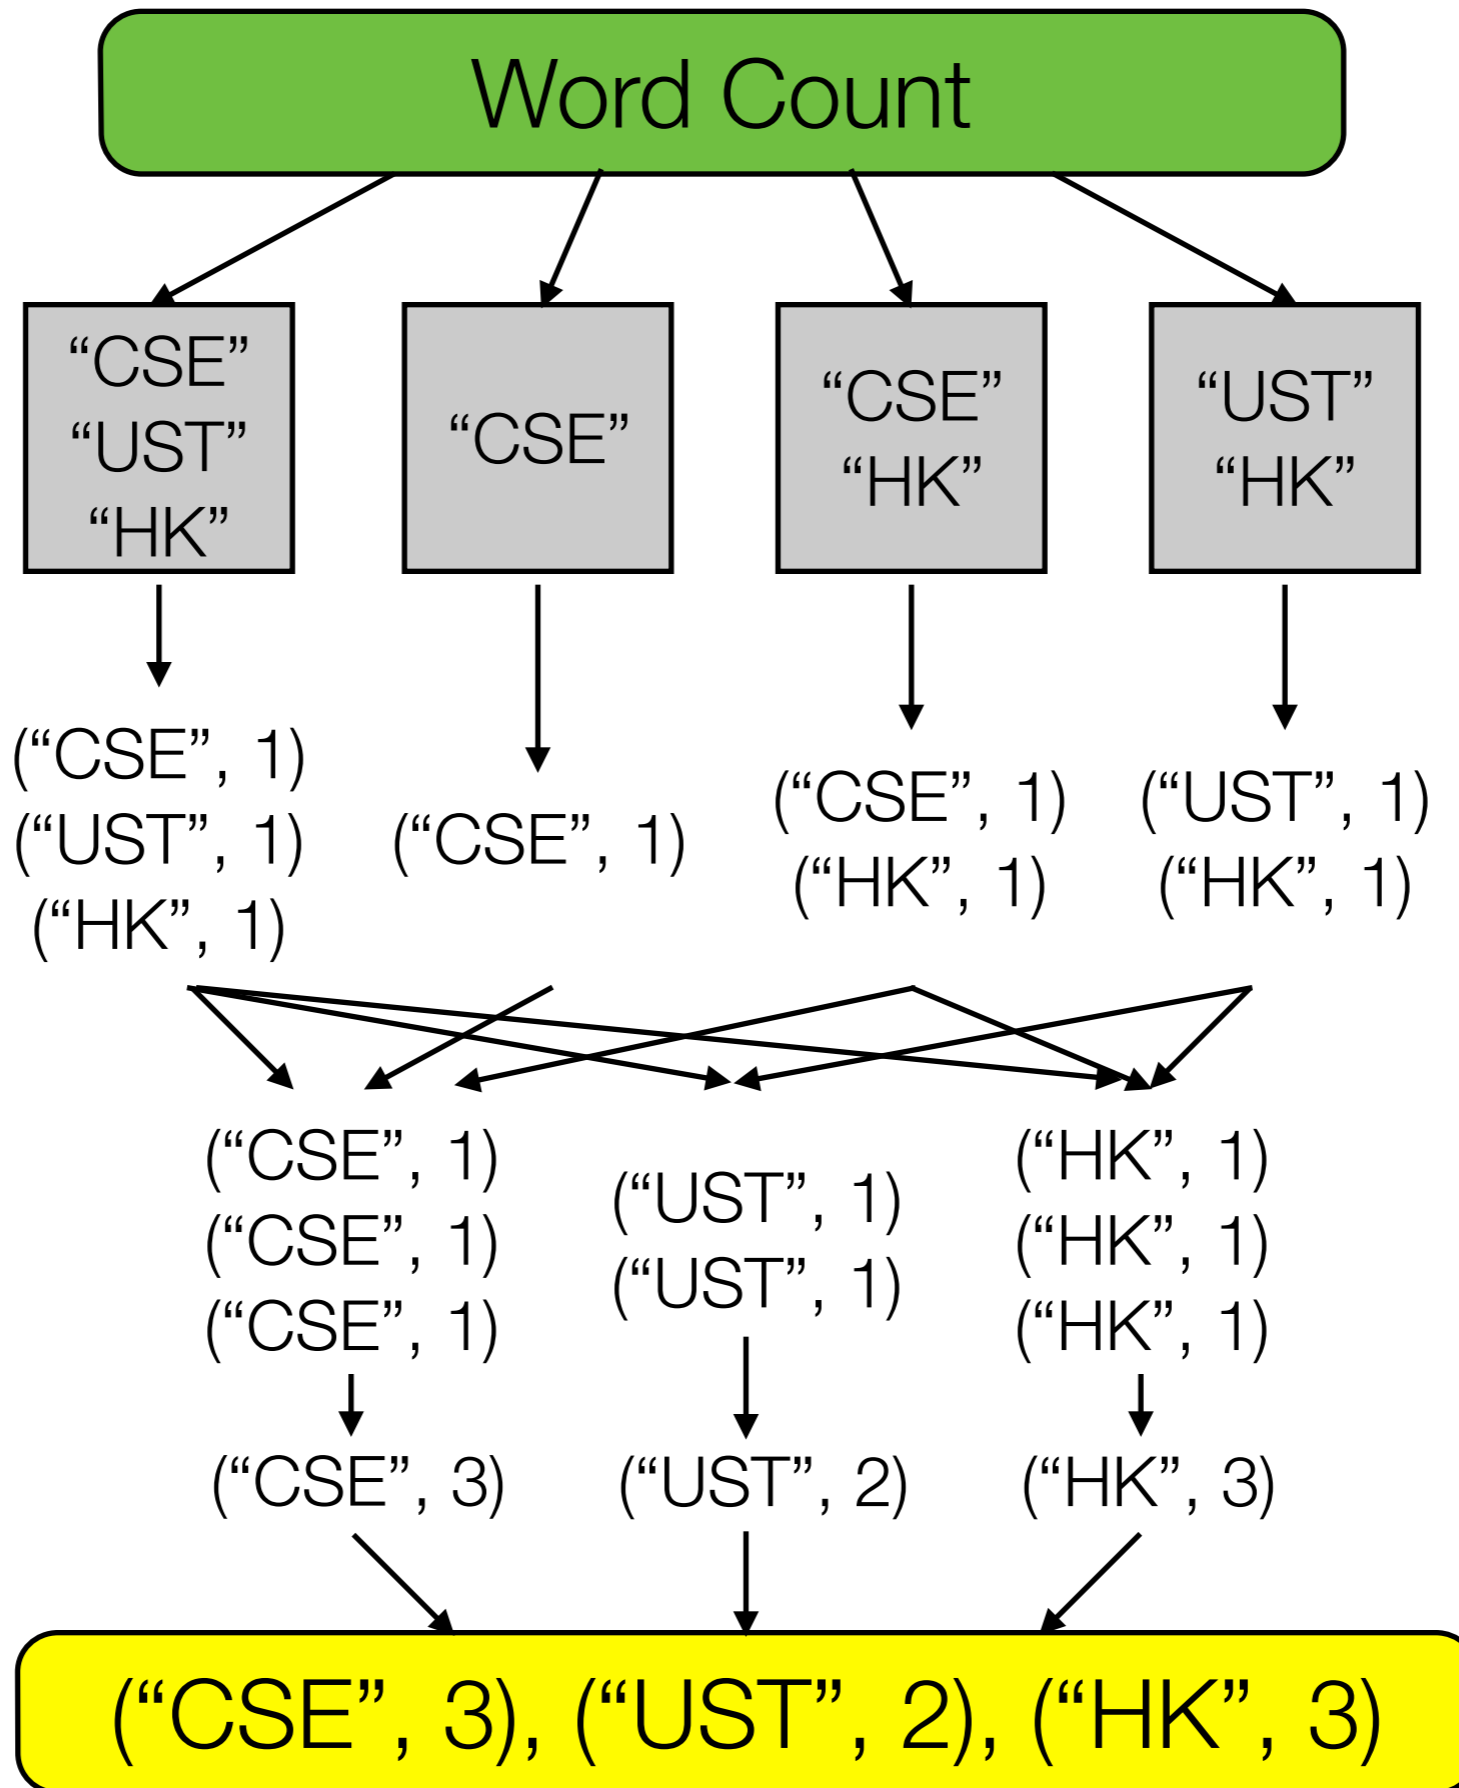 Word Count
“CSE”
“UST”
“HK”
“CSE”
“CSE”
“HK”
“UST”
“HK”
(“CSE”, 1)
(“UST”, 1)
(“HK”, 1)
(“CSE”, 1)
(“CSE”, 1)
(“HK”, 1)
(“UST”, 1)
(“HK”, 1)
(“CSE”, 1)
(“CSE”, 1)
(“CSE”, 1)
(“UST”, 1)
(“UST”, 1)
(“HK”, 1)
(“HK”, 1)
(“HK”, 1)
(“CSE”, 3)
(“UST”, 2)
(“HK”, 3)
(“CSE”, 3), (“UST”, 2), (“HK”, 3)